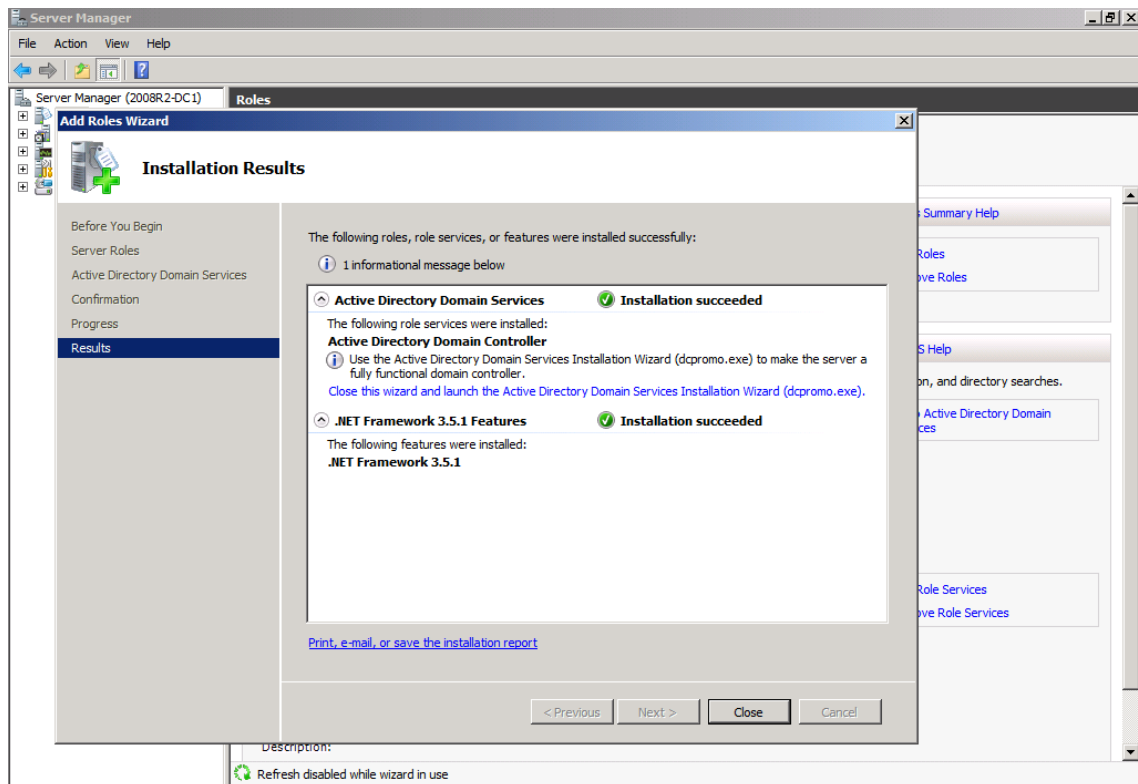 Server Manager
File Action View Help
Server Manager (2008R2-DC1)
Roles
Add Roles Wizard
Installation Results
Before You Begin
Server Roles
Active Directory Domain Services
Confirmation
Progress
Results
The following roles, role services, or features were installed successfully:
1 informational message below
Active Directory Domain Services Installation succeeded
The following role services were installed:
Active Directory Domain Controller
Use the Active Directory Domain Services Installation Wizard (dcpromo.exe) to make the server a
fully functional domain controller.
Close this wizard and launch the Active Directory Domain Services Installation Wizard (dcpromo.exe).
.NET Framework 3.5.1 Features Installation succeeded
The following features were installed:
.NET Framework 3.5.1
Print, e-mail, or save the installation report
< Previous Next > Close Cancel
Summary Help
Roles
ove Roles
S Help
on, and directory searches.
Active Directory Domain
ces
Role Services
ove Role Services
Description:
Refresh disabled while wizard in use